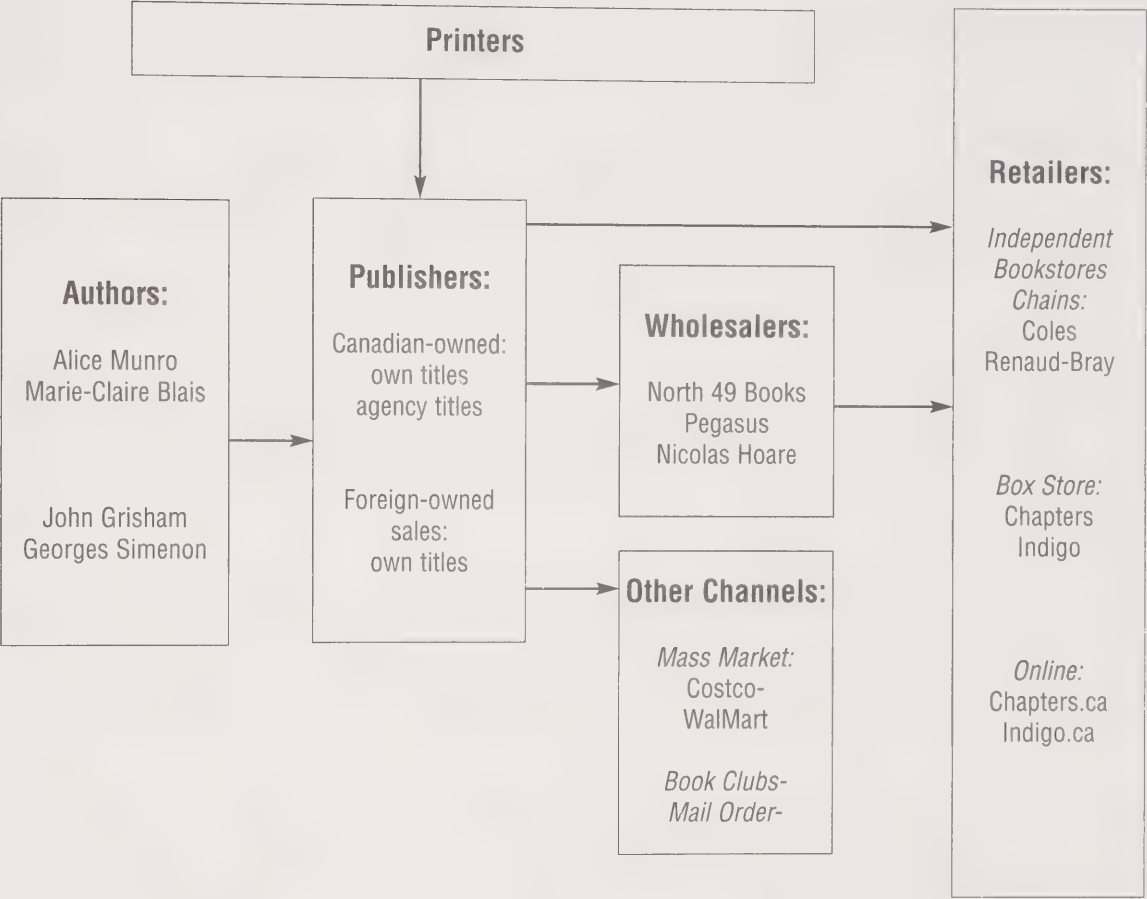 Printers
Authors:
Alice Munro
Marie-Claire Blais
John Grisham
Georges Simenon
Publishers:
Canadian-owned:
own titles
agency titles
Foreign-owned
sales:
own titles
Wholesalers:
North 49 Books
Pegasus
Nicolas Hoare
Other Channels:
Mass Market:
Costco-
WalMart
Book Clubs-
Mail Order-
Retailers:
Independent
Bookstores
Chains:
Coles
Renaud-Bray
Box Store:
Chapters
Indigo
Online:
Chapters.ca
Indigo.ca